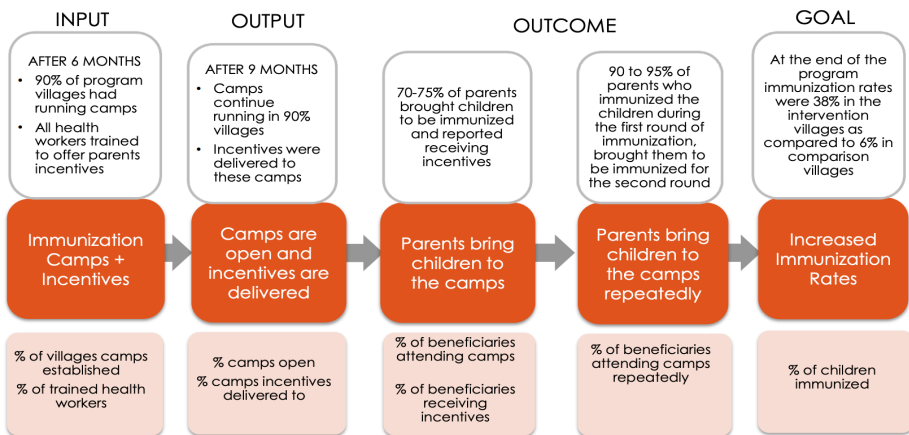 INPUT
OUTPUT
OUTCOME
GOAL
AFTER 6 MONTHS
• 90% of program
villages had
running camps
• All health
workers trained
to offer parents
incentives
AFTER 9 MONTHS
• Camps
continue
running in 90%
villages
• Incentives were
delivered to
these camps
70-75% of parents
brought children
to be immunized
and reported
receiving
incentives
90 to 95% of
parents who
immunized the
children during
the first round of
immunization,
brought them to
be immunized for
the second round
At the end of the
program
immunization rates
were 38% in the
intervention
villages as
compared to 6% in
comparison
villages
Immunization
Camps +
Incentives
Camps are
open and
incentives are
delivered
Parents bring
children to
the camps
Parents bring
children to
the camps
repeatedly
Increased
Immunization
Rates
% of villages camps
established
% of trained health
workers
% camps open
% camps incentives
delivered to
% of beneficiaries
attending camps
% of beneficiaries
receiving
incentives
% of beneficiaries
attending camps
repeatedly
% of children
immunized